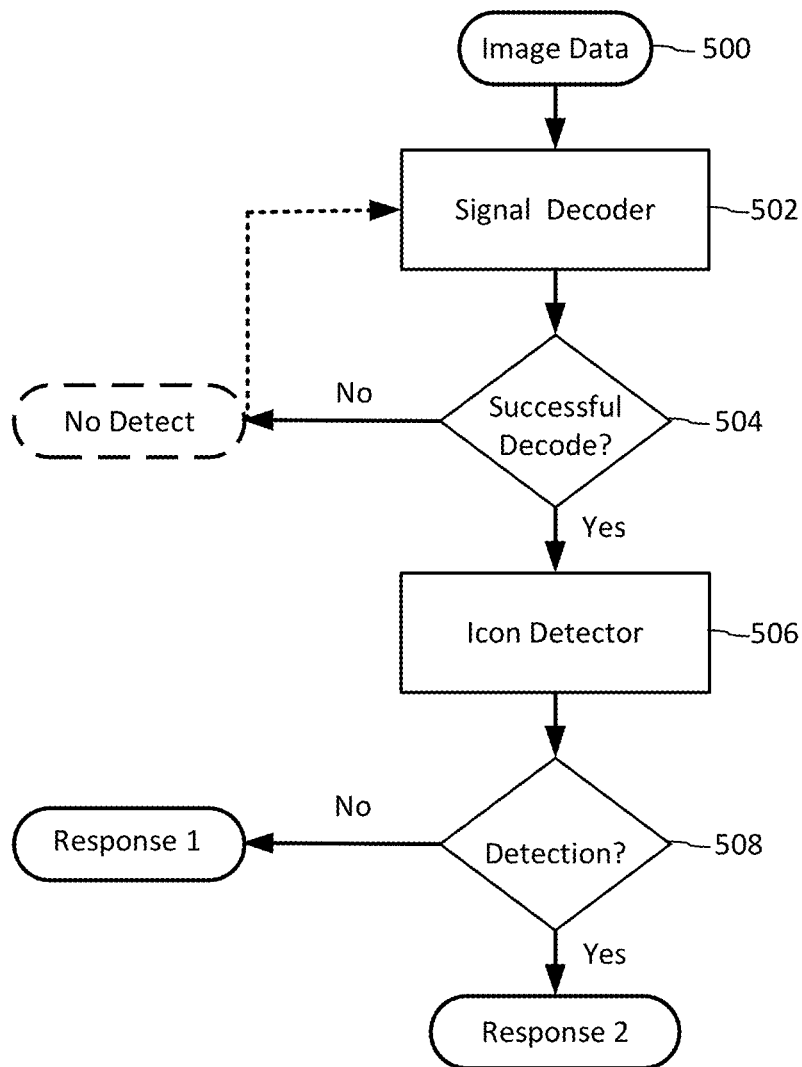 Image Data
500
Signal Decoder
502
No
No Detect
Successful
Decode?
504
Yes
Icon Detector
506
No
Response 1
Detection?
508
Yes
Response 2